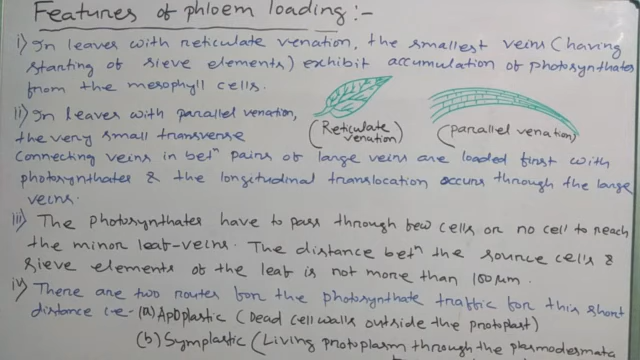 Features of phloem loading:-
i) In leaves with reticulate venation, the smallest veins (having
starting of sieve elements) exhibit accumulation of photosynthates
from the mesophyll cells.
ii) In leaves with parallel venation,
the very small transverse
(Reticulate
venation)
(parallel venation)
connecting veins in betn pairs of large veins are loaded first with
photosynthates & the longitudinal translocation occurs through the large
veins.
iii) The photosynthates have to pass through few cells or no cell to reach
the minor leaf-veins. The distance betn the source cells &
sieve elements of the leaf is not more than 100μm.
iv) There are two routes for the photosynthate traffic for this short
distance i.e- (a) Apoplastic (Dead cell walls outside the protoplast)
(b) Symplastic (Living protoplasm through the plasmodesmata